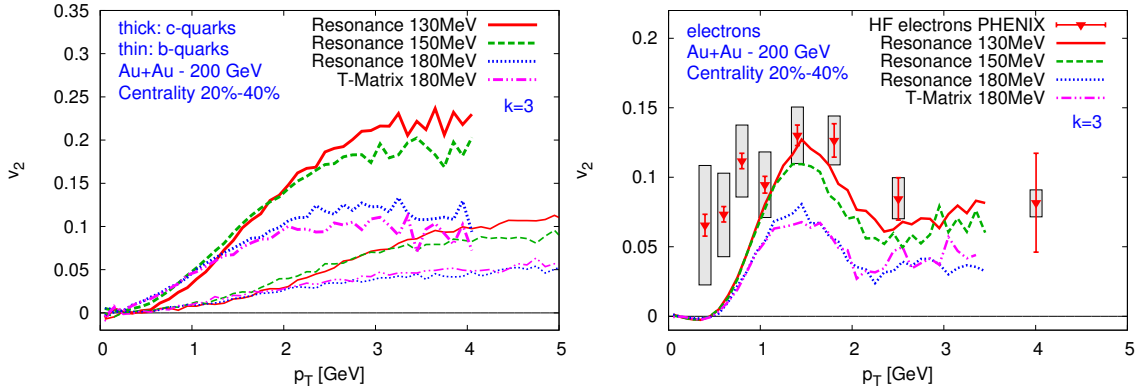 0.35
0.3
0.25
0.2
0.15
0.1
0.05
0
v2
0 1 2 3 4 5
pT [GeV]
thick: c-quarks
thin: b-quarks
Au+Au - 200 GeV
Centrality 20%-40%
Resonance 130MeV
Resonance 150MeV
Resonance 180MeV
T-Matrix 180MeV
k=3
0.2
0.15
0.1
0.05
0
v2
0 1 2 3 4 5
pT [GeV]
electrons
Au+Au - 200 GeV
Centrality 20%-40%
HF electrons PHENIX
Resonance 130MeV
Resonance 150MeV
Resonance 180MeV
T-Matrix 180MeV
k=3